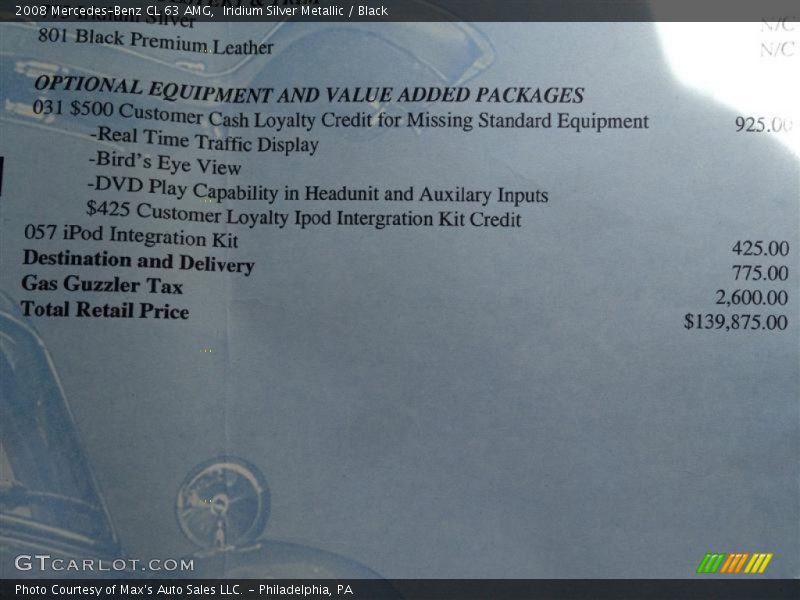 2008 Mercedes-Benz CL 63 AMG, Iridium Silver Metallic / Black
Silver N/C
801 Black Premium Leather N/C
OPTIONAL EQUIPMENT AND VALUE ADDED PACKAGES
031 $500 Customer Cash Loyalty Credit for Missing Standard Equipment 925.00
-Real Time Traffic Display
-Bird's Eye View
-DVD Play Capability in Headunit and Auxilary Inputs
$425 Customer Loyalty Ipod Intergration Kit Credit
057 iPod Integration Kit 425.00
Destination and Delivery 775.00
Gas Guzzler Tax 2,600.00
Total Retail Price $139,875.00
GTCARLOT.COM
Photo Courtesy of Max's Auto Sales LLC. - Philadelphia, PA